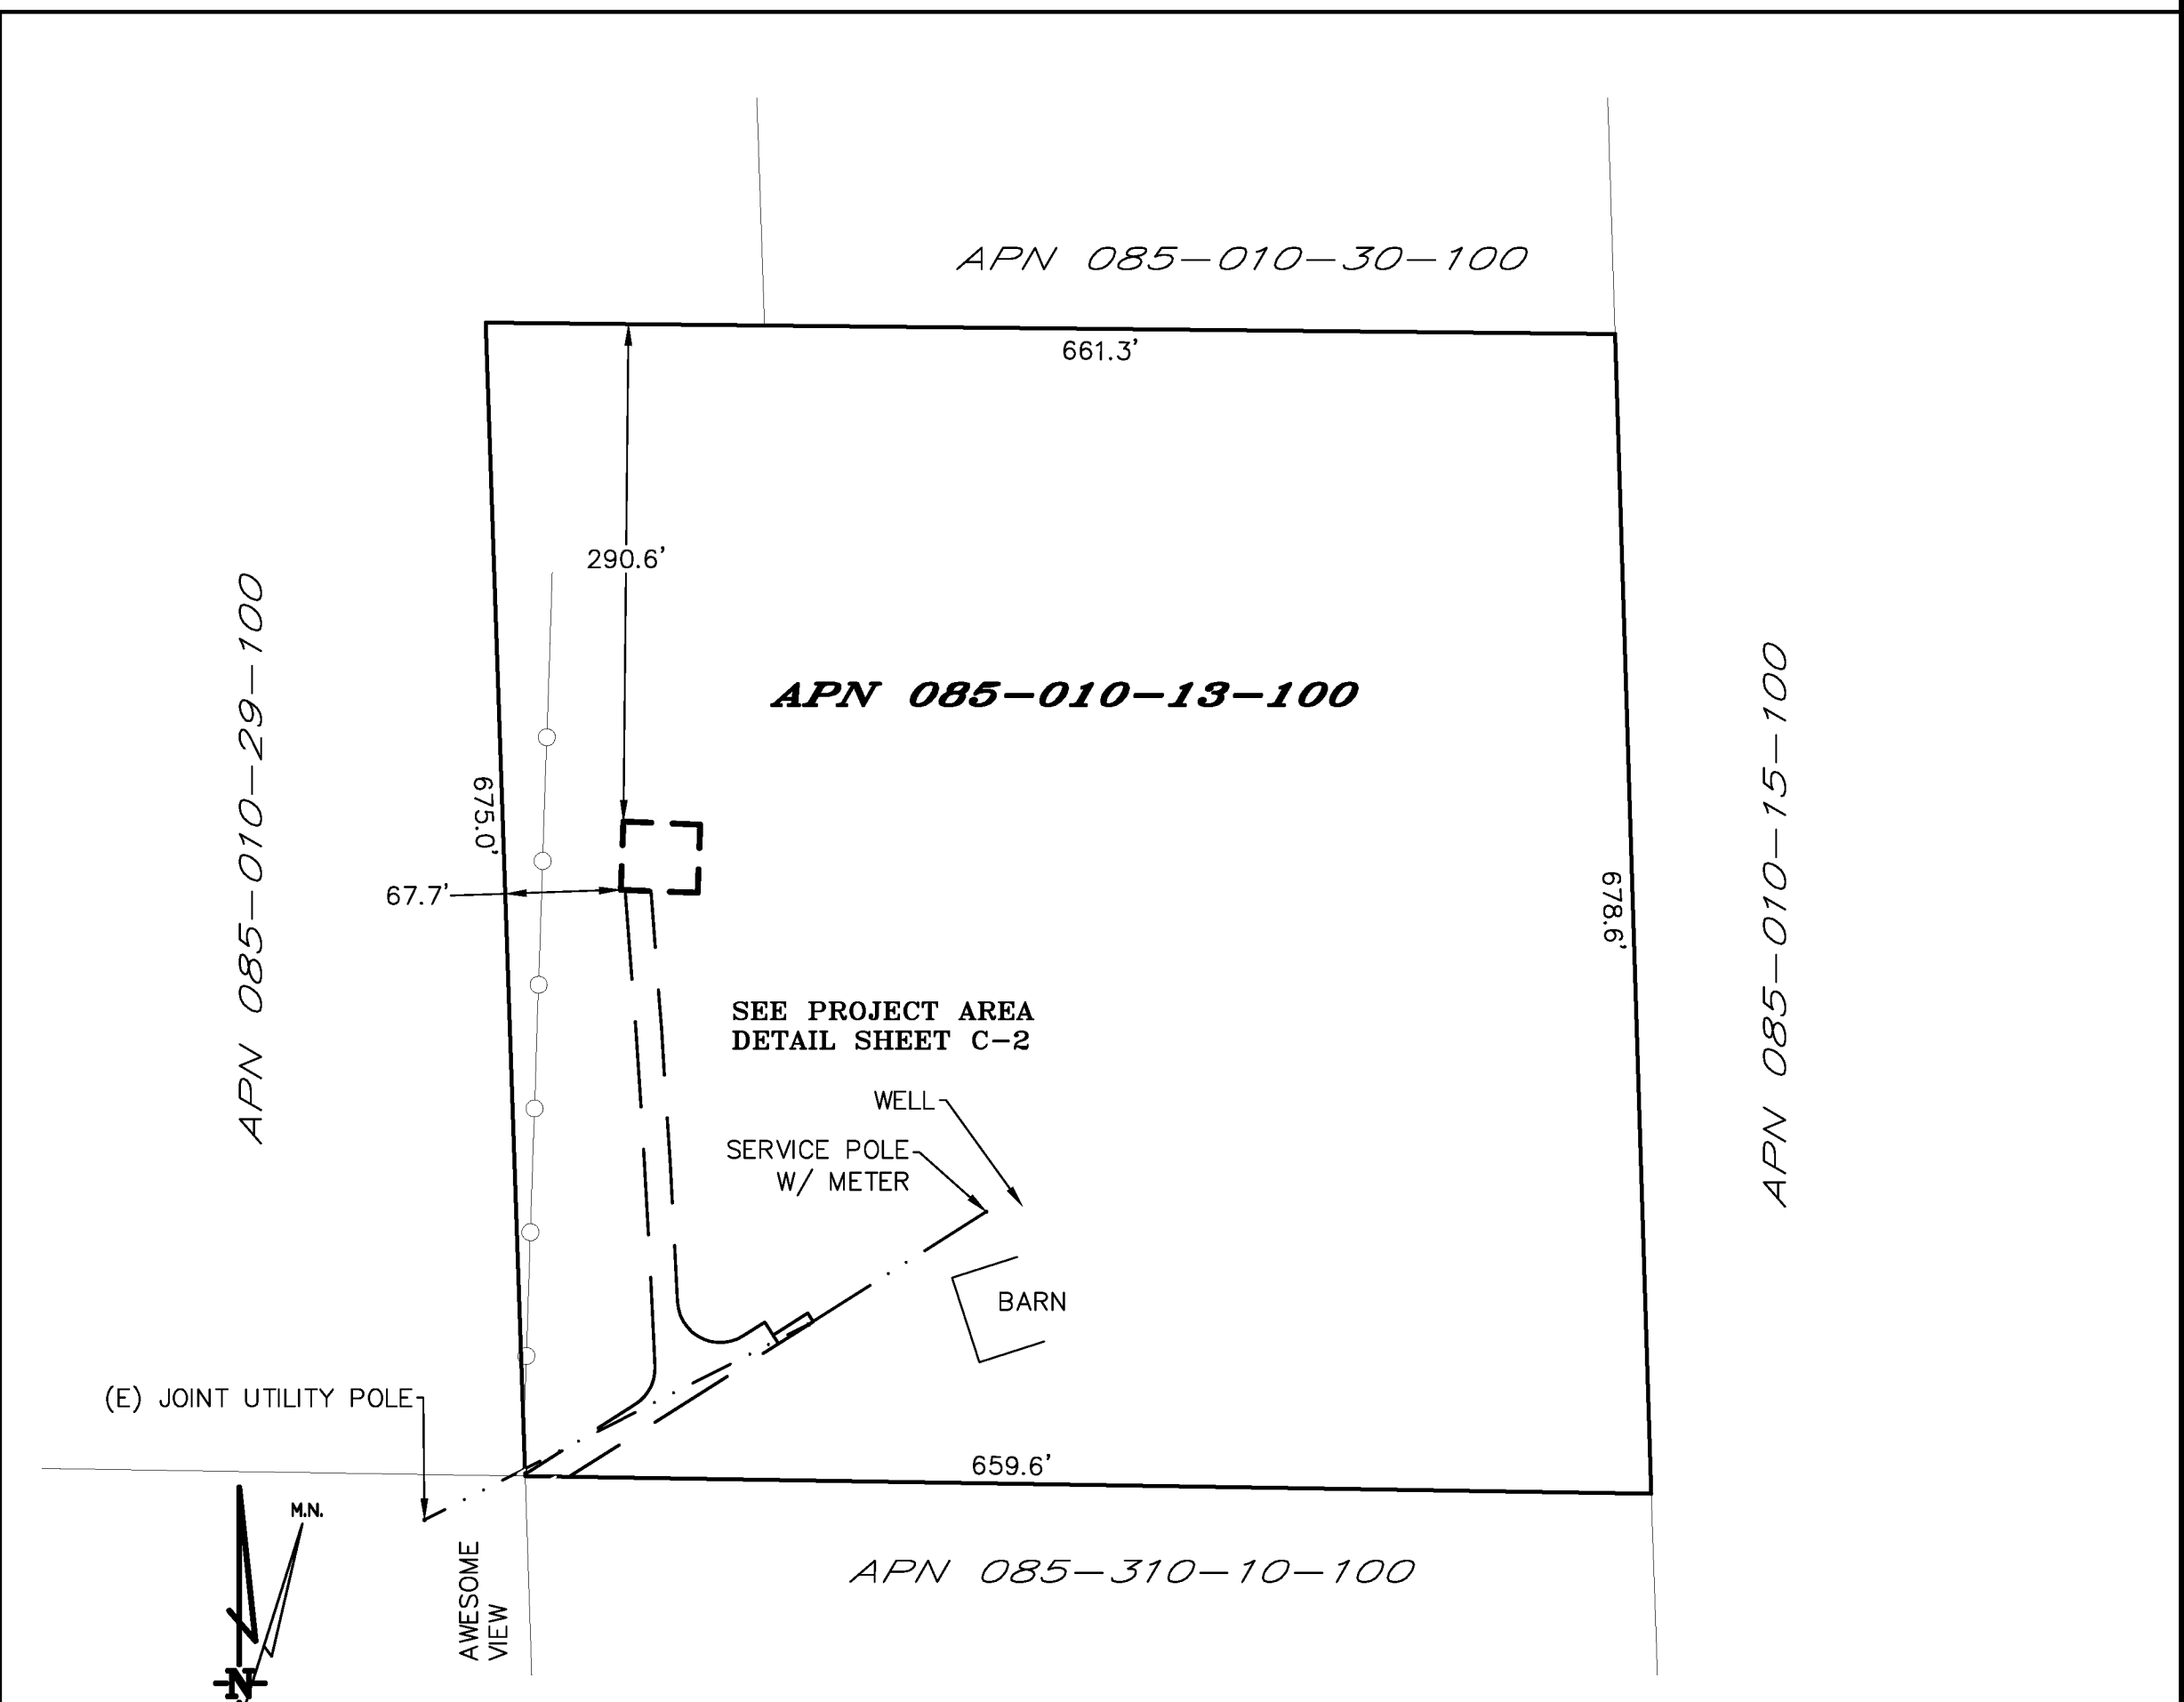 APN 085-010-30-100
661.3'
290.6'
APN 085-010-13-100
APN 085-010-29-100
675.0'
67.7'
678.6'
APN 085-010-15-100
SEE PROJECT AREA
DETAIL SHEET C-2
WELL
SERVICE POLE
W/ METER
BARN
(E) JOINT UTILITY POLE
659.6'
M.N.
AWESOME
VIEW
APN 085-310-10-100
N